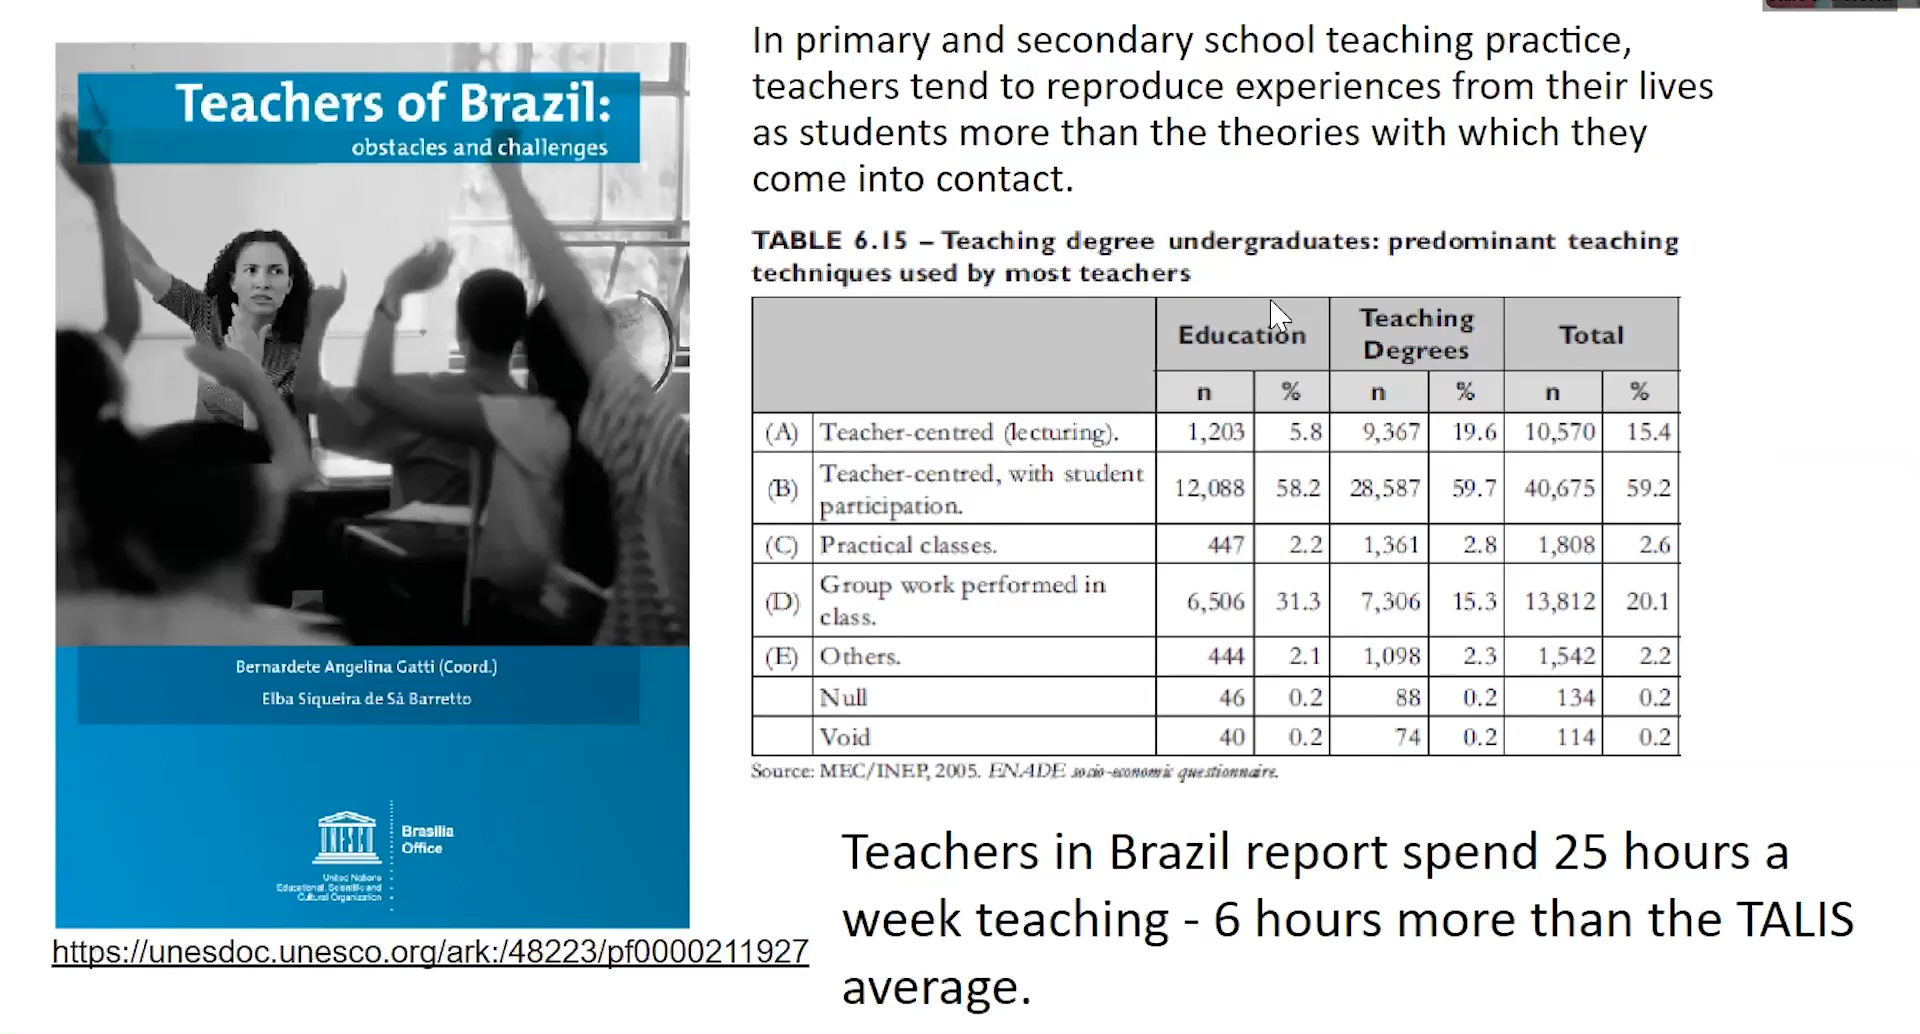 Teachers of Brazil:
obstacles and challenges
Bernardete Angelina Gatti (Coord.)
Elba Siqueira de Sá Barretto
UNESCO
Brasilia
Office
United Nations
Educational, Scientific and
Cultural Organization
https://unesdoc.unesco.org/ark:/48223/pf0000211927
In primary and secondary school teaching practice,
teachers tend to reproduce experiences from their lives
as students more than the theories with which they
come into contact.
TABLE 6.15 – Teaching degree undergraduates: predominant teaching
techniques used by most teachers
Education Teaching Degrees Total
n % n % n %
(A) Teacher-centred (lecturing). 1,203 5.8 9,367 19.6 10,570 15.4
(B) Teacher-centred, with student participation. 12,088 58.2 28,587 59.7 40,675 59.2
(C) Practical classes. 447 2.2 1,361 2.8 1,808 2.6
(D) Group work performed in class. 6,506 31.3 7,306 15.3 13,812 20.1
(E) Others. 444 2.1 1,098 2.3 1,542 2.2
Null 46 0.2 88 0.2 134 0.2
Void 40 0.2 74 0.2 114 0.2
Source: MEC/INEP, 2005. ENADE socio-economic questionnaire.
Teachers in Brazil report spend 25 hours a
week teaching - 6 hours more than the TALIS
average.